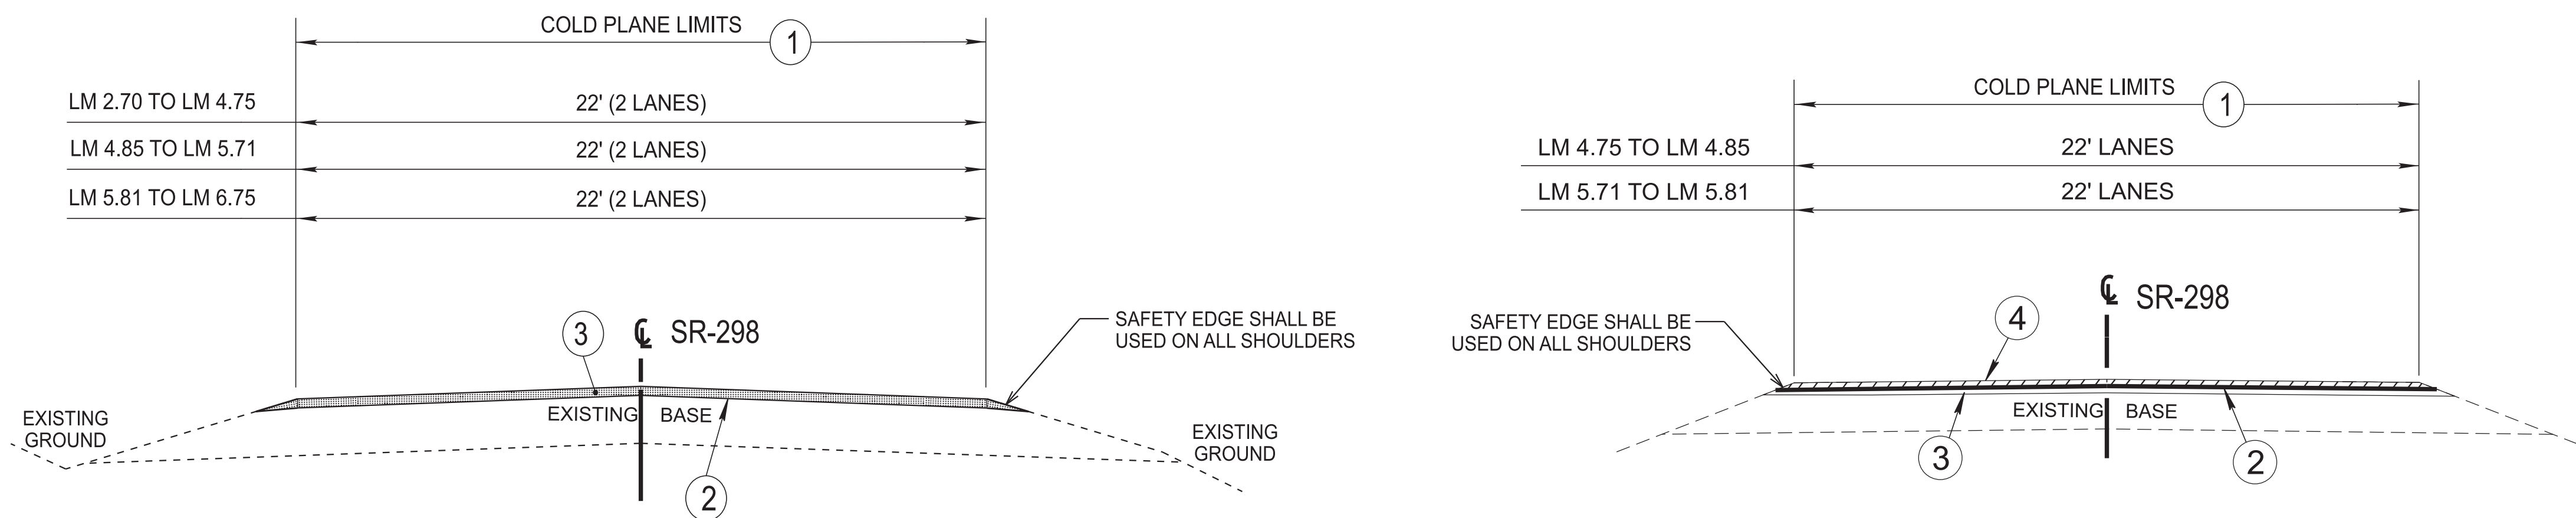 COLD PLANE LIMITS
1
LM 2.70 TO LM 4.75
22' (2 LANES)
LM 4.85 TO LM 5.71
22' (2 LANES)
LM 5.81 TO LM 6.75
22' (2 LANES)
3
℄ SR-298
SAFETY EDGE SHALL BE
USED ON ALL SHOULDERS
EXISTING BASE
EXISTING
GROUND
EXISTING
GROUND
2
COLD PLANE LIMITS
1
LM 4.75 TO LM 4.85
22' LANES
LM 5.71 TO LM 5.81
22' LANES
℄ SR-298
4
SAFETY EDGE SHALL BE
USED ON ALL SHOULDERS
EXISTING BASE
3
2